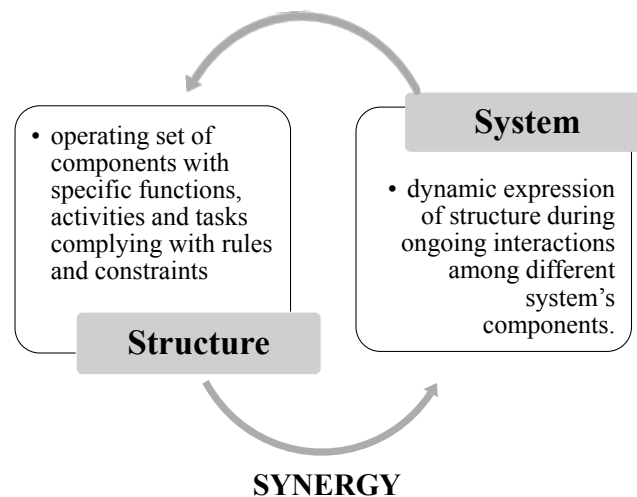 • operating set of
components with
specific functions,
activities and tasks
complying with rules
and constraints
Structure
System
• dynamic expression
of structure during
ongoing interactions
among different
system’s
components.
SYNERGY